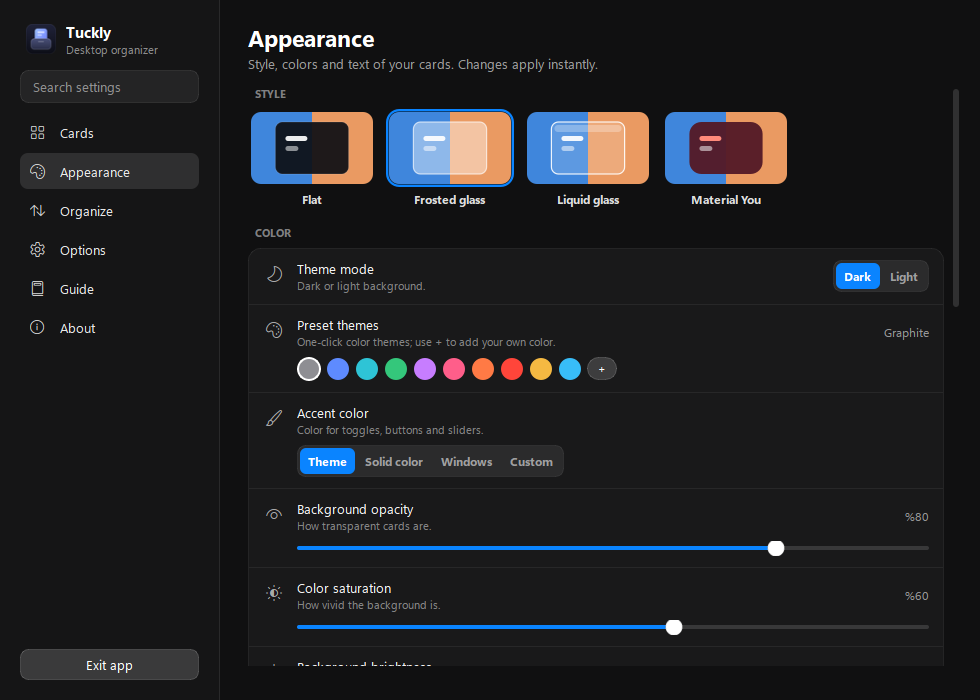 Tuckly
Desktop organizer
Search settings
Cards
Appearance
Organize
Options
Guide
About
Exit app
Appearance
Style, colors and text of your cards. Changes apply instantly.
STYLE
Flat
Frosted glass
Liquid glass
Material You
COLOR
Theme mode
Dark or light background.
Dark
Light
Preset themes
One-click color themes; use + to add your own color.
Graphite
+
Accent color
Color for toggles, buttons and sliders.
Theme
Solid color
Windows
Custom
Background opacity
How transparent cards are.
%80
Color saturation
How vivid the background is.
%60
Background brightness